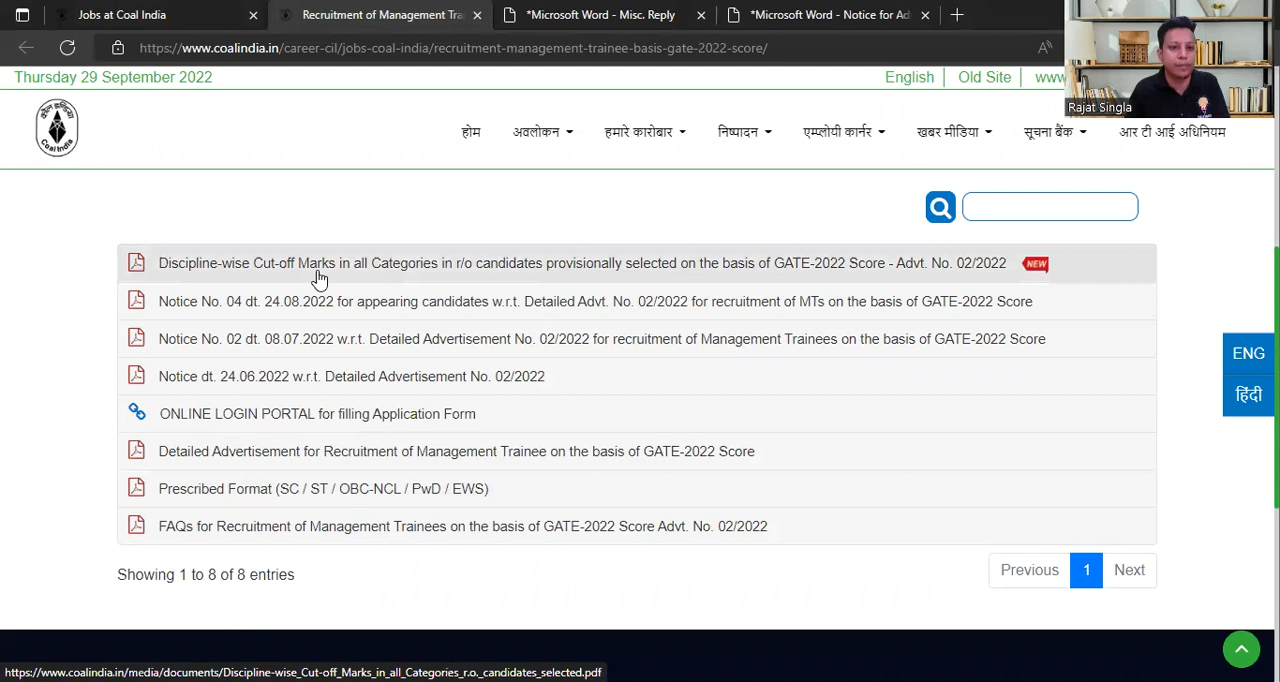 Jobs at Coal India
Recruitment of Management Tra
*Microsoft Word - Misc. Reply
*Microsoft Word - Notice for Ad
https://www.coalindia.in/career-cil/jobs-coal-india/recruitment-management-trainee-basis-gate-2022-score/
Rajat Singla
Thursday 29 September 2022
English
Old Site
www
Coal India
होम
अवलोकन
हमारे कारोबार
निष्पादन
एम्प्लोयी कार्नर
खबर मीडिया
सूचना बैंक
आर टी आई अधिनियम
Discipline-wise Cut-off Marks in all Categories in r/o candidates provisionally selected on the basis of GATE-2022 Score - Advt. No. 02/2022 NEW
Notice No. 04 dt. 24.08.2022 for appearing candidates w.r.t. Detailed Advt. No. 02/2022 for recruitment of MTs on the basis of GATE-2022 Score
Notice No. 02 dt. 08.07.2022 w.r.t. Detailed Advertisement No. 02/2022 for recruitment of Management Trainees on the basis of GATE-2022 Score
Notice dt. 24.06.2022 w.r.t. Detailed Advertisement No. 02/2022
ONLINE LOGIN PORTAL for filling Application Form
Detailed Advertisement for Recruitment of Management Trainee on the basis of GATE-2022 Score
Prescribed Format (SC / ST / OBC-NCL / PwD / EWS)
FAQs for Recruitment of Management Trainees on the basis of GATE-2022 Score Advt. No. 02/2022
ENG
हिंदी
Showing 1 to 8 of 8 entries
Previous
1
Next
https://www.coalindia.in/media/documents/Discipline-wise_Cut-off_Marks_in_all_Categories_r.o._candidates_selected.pdf